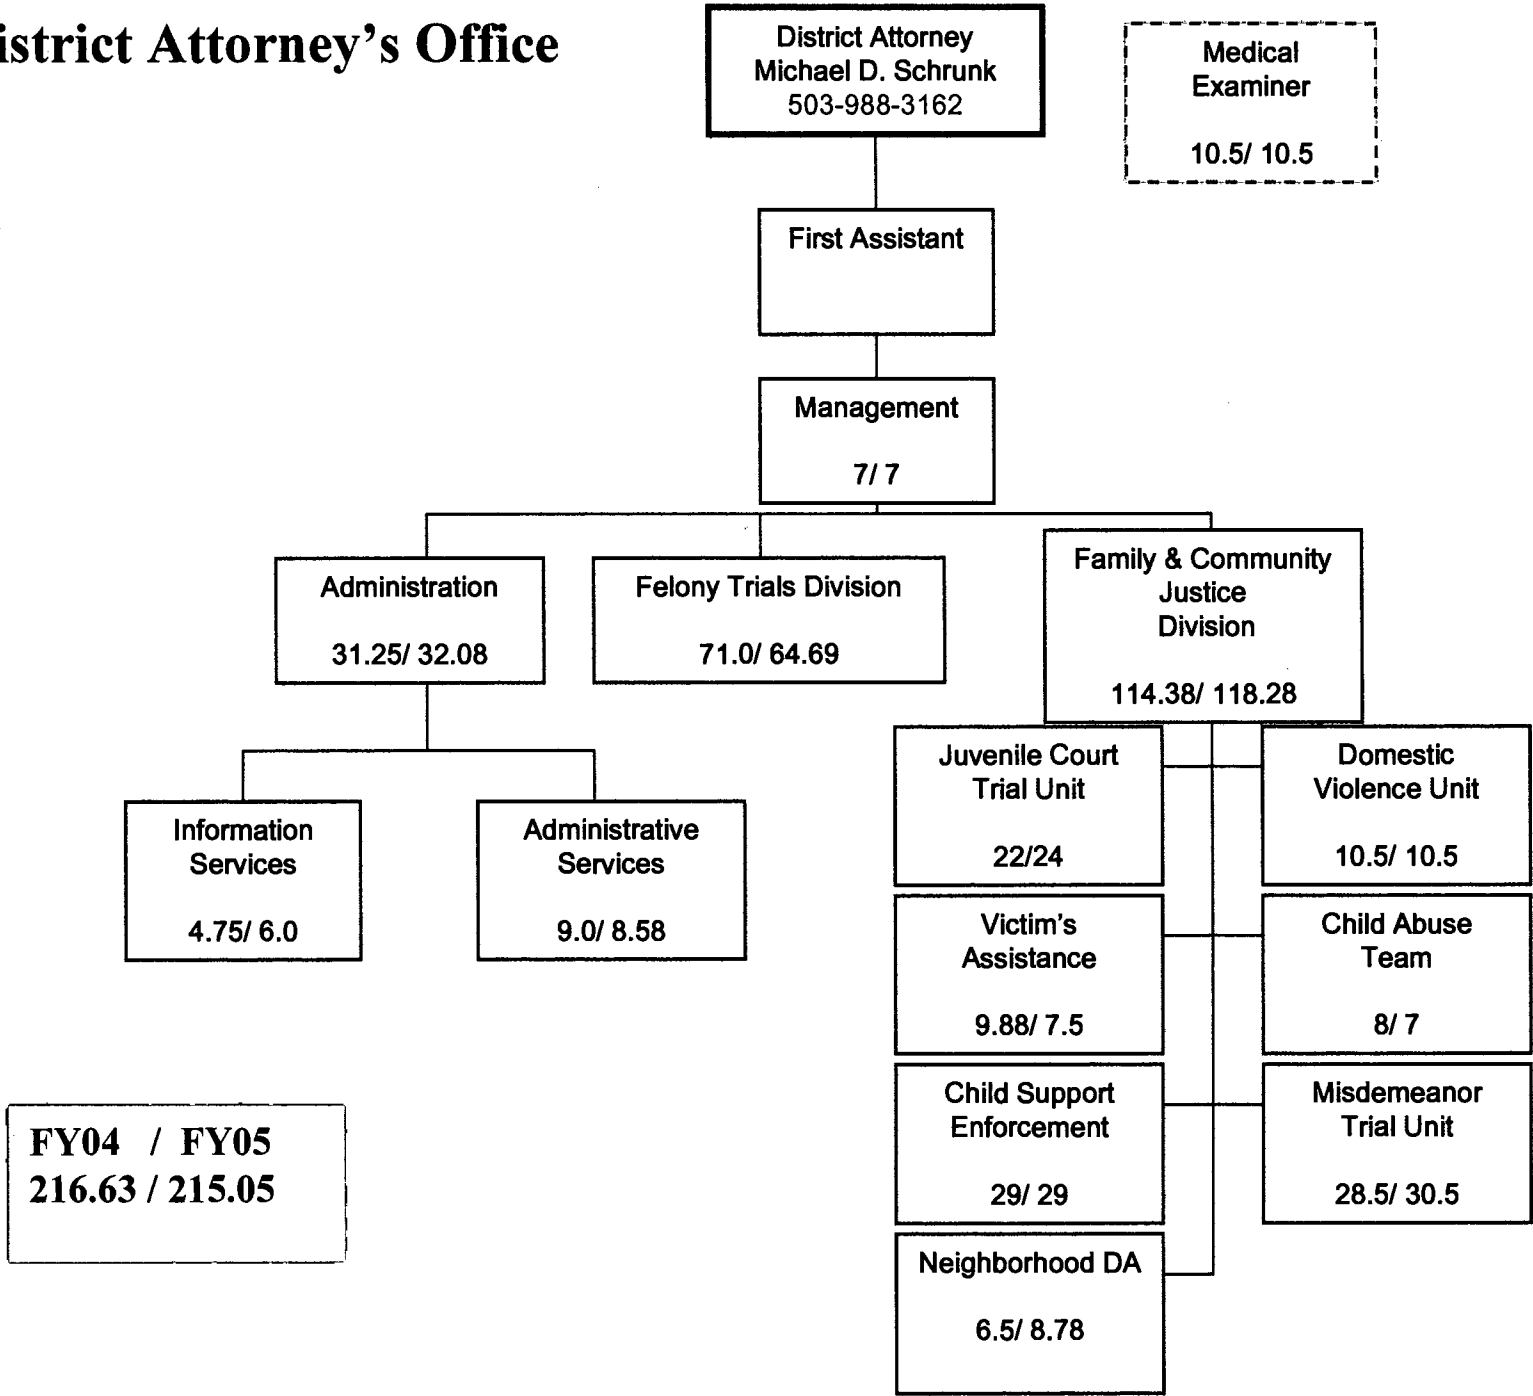 istrict Attorney's Office
District Attorney
Michael D. Schrunk
503-988-3162
Medical
Examiner
10.5/ 10.5
First Assistant
Management
7/ 7
Administration
31.25/ 32.08
Felony Trials Division
71.0/ 64.69
Family & Community
Justice
Division
114.38/ 118.28
Information
Services
4.75/ 6.0
Administrative
Services
9.0/ 8.58
Juvenile Court
Trial Unit
22/24
Domestic
Violence Unit
10.5/ 10.5
Victim's
Assistance
9.88/ 7.5
Child Abuse
Team
8/ 7
Child Support
Enforcement
29/ 29
Misdemeanor
Trial Unit
28.5/ 30.5
Neighborhood DA
6.5/ 8.78
FY04 / FY05
216.63 / 215.05